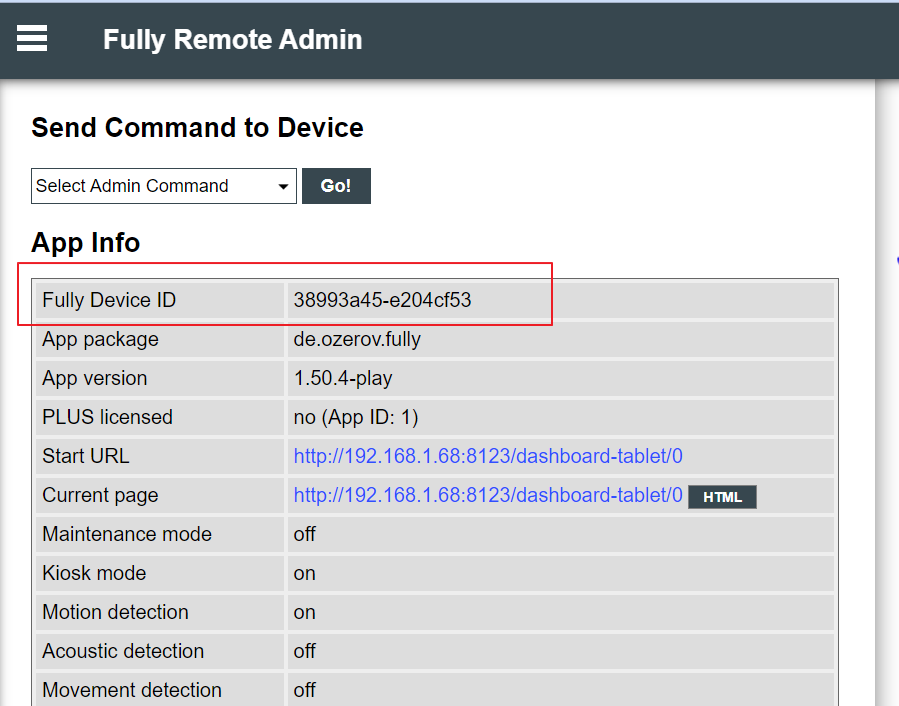 Fully Remote Admin
Send Command to Device
Select Admin Command Go!
App Info
Fully Device ID 38993a45-e204cf53
App package de.ozerov.fully
App version 1.50.4-play
PLUS licensed no (App ID: 1)
Start URL http://192.168.1.68:8123/dashboard-tablet/0
Current page http://192.168.1.68:8123/dashboard-tablet/0 HTML
Maintenance mode off
Kiosk mode on
Motion detection on
Acoustic detection off
Movement detection off